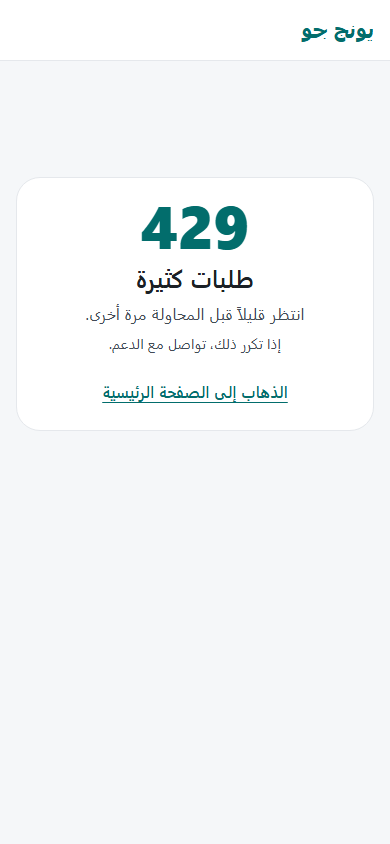 يونج جو
429
طلبات كثيرة
انتظر قليلاً قبل المحاولة مرة أخرى.
إذا تكرر ذلك، تواصل مع الدعم.
الذهاب إلى الصفحة الرئيسية